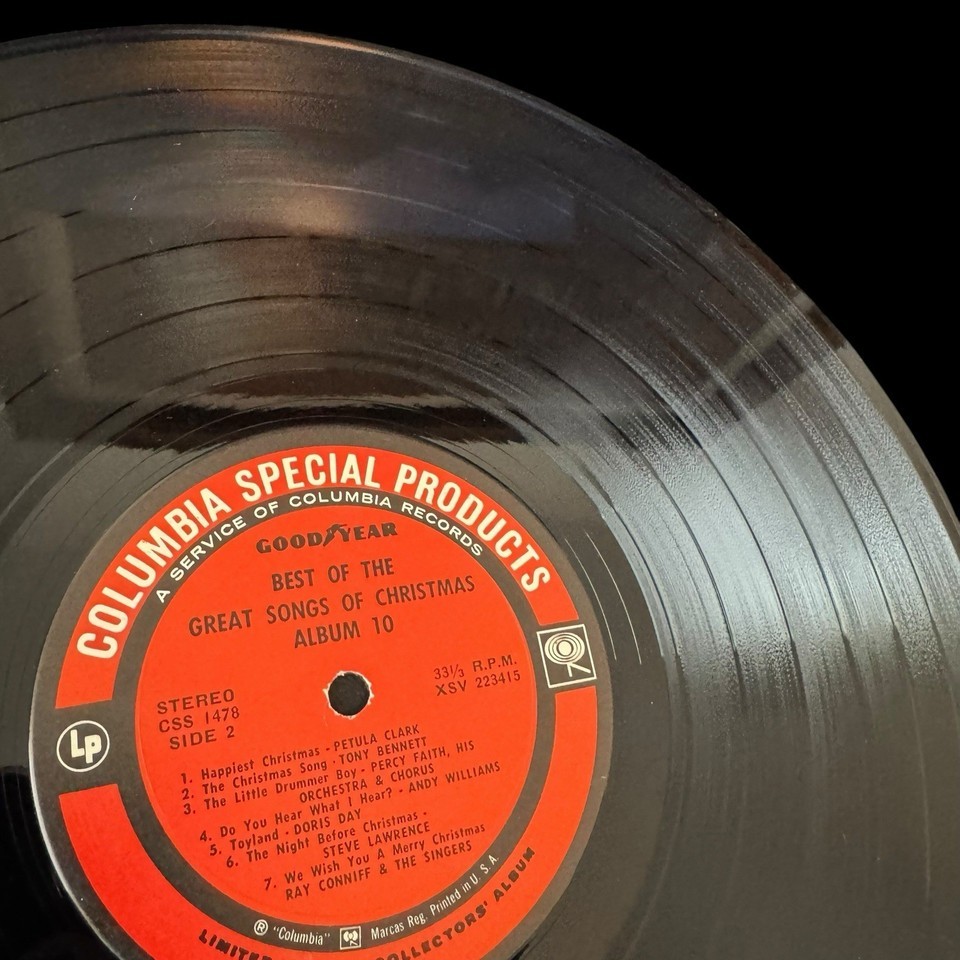 COLUMBIA SPECIAL PRODUCTS
A SERVICE OF COLUMBIA RECORDS
GOODYEAR
BEST OF THE
GREAT SONGS OF CHRISTMAS
ALBUM 10
STEREO
CSS 1478
SIDE 2
33⅓ R.P.M.
XSV 223415
LP
1. Happiest Christmas - PETULA CLARK
2. The Christmas Song - TONY BENNETT
3. The Little Drummer Boy - PERCY FAITH, HIS
ORCHESTRA & CHORUS
4. Do You Hear What I Hear? - ANDY WILLIAMS
5. Toyland - DORIS DAY
6. The Night Before Christmas -
STEVE LAWRENCE
7. We Wish You A Merry Christmas
RAY CONNIFF & THE SINGERS
® "Columbia" Marcas Reg. Printed in U. S. A.
ALBUM